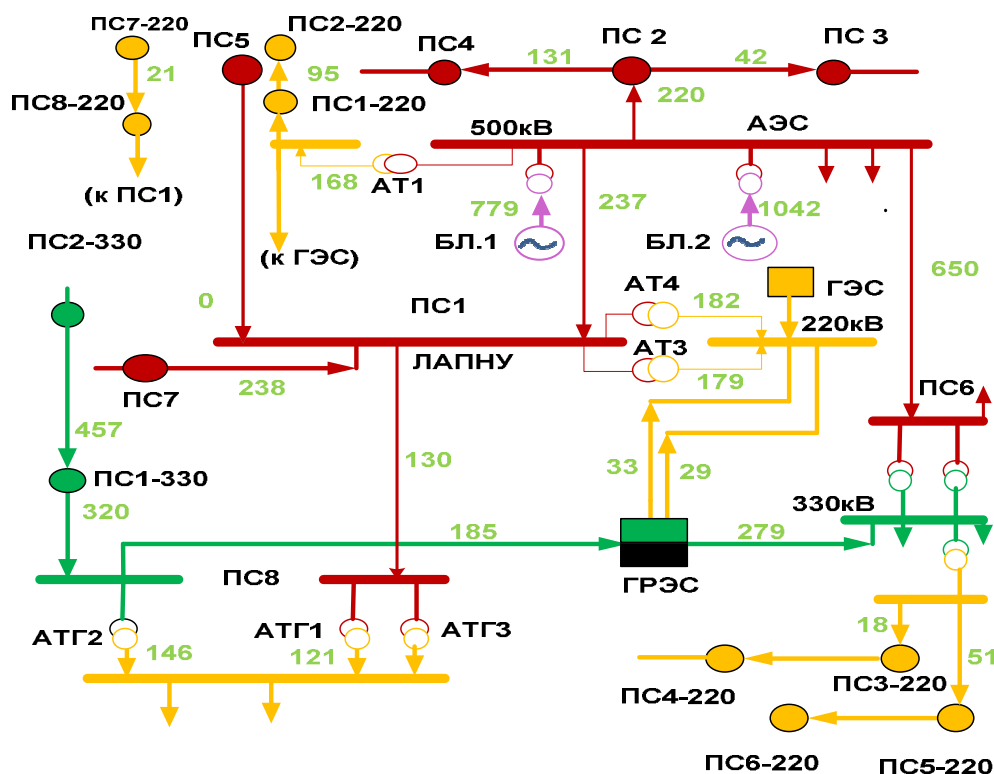 ПС7-220
ПС5
ПС2-220
ПС4
131
ПС 2
42
ПС 3
21
95
ПС8-220
ПС1-220
220
500кВ
АЭС
168
АТ1
(к ПС1)
779
237
1042
ПС2-330
БЛ.1
БЛ.2
(к ГЭС)
650
0
ПС1
АТ4
182
ГЭС
220кВ
АТ3
ЛАПНУ
179
ПС7
238
ПС6
457
130
33
29
ПС1-330
320
330кВ
185
279
ПС8
ГРЭС
АТГ2
146
АТГ1
121
АТГ3
18
51
ПС4-220
ПС3-220
ПС6-220
ПС5-220